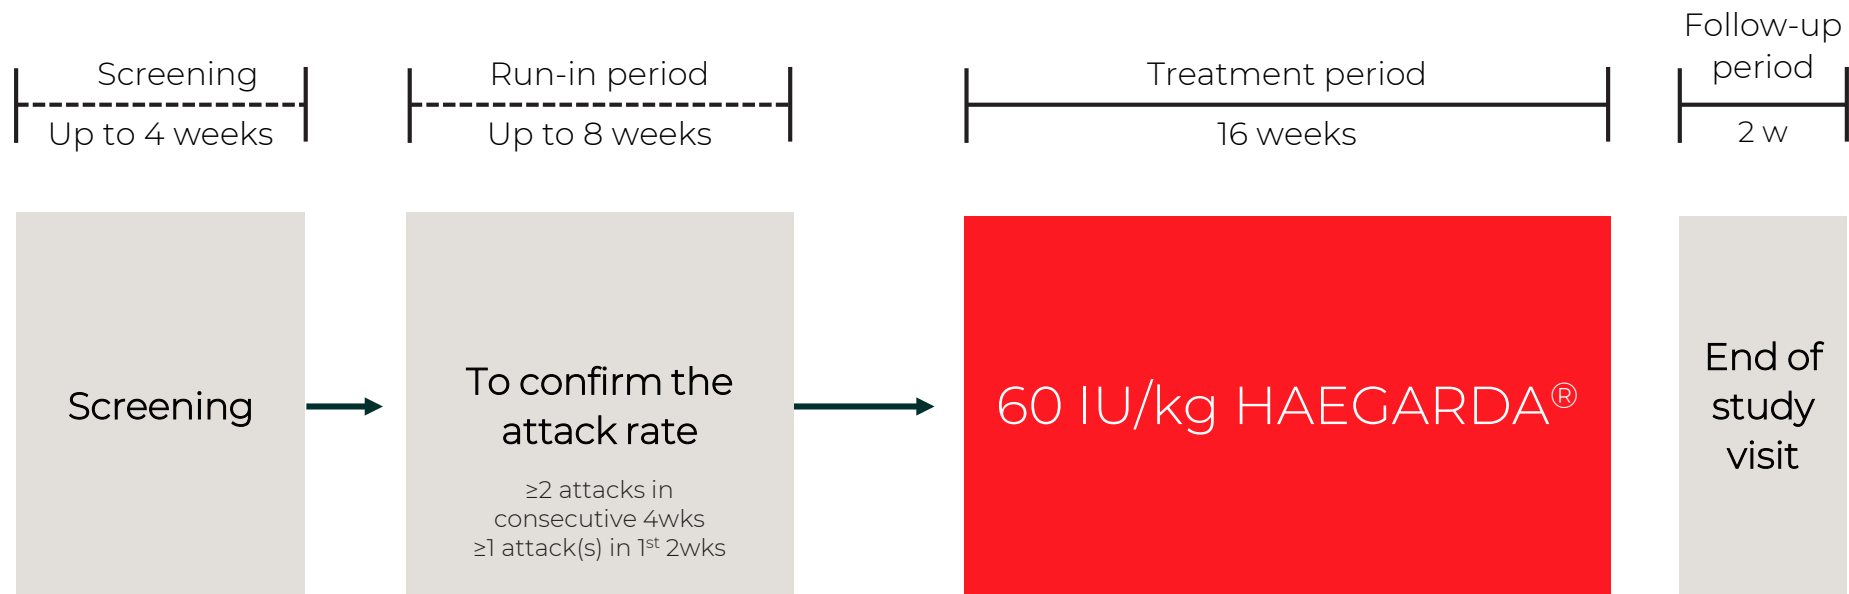 Screening
Up to 4 weeks
Run-in period
Up to 8 weeks
Treatment period
16 weeks
Follow-up
period
2 w
Screening
To confirm the
attack rate
≥2 attacks in
consecutive 4wks
≥1 attack(s) in 1st 2wks
60 IU/kg HAEGARDA®
End of
study
visit